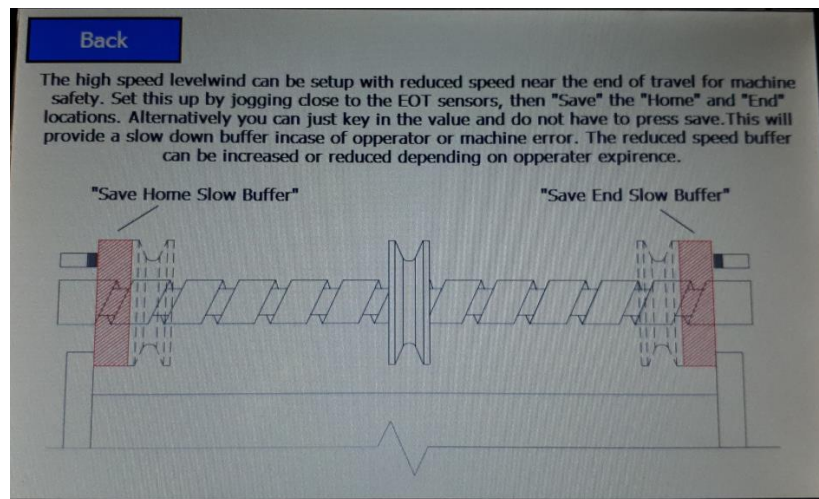 Back
The high speed levelwind can be setup with reduced speed near the end of travel for machine
safety. Set this up by jogging close to the EOT sensors, then "Save" the "Home" and "End"
locations. Alternatively you can just key in the value and do not have to press save.This will
provide a slow down buffer incase of opperator or machine error. The reduced speed buffer
can be increased or reduced depending on opperater expirence.
"Save Home Slow Buffer"
"Save End Slow Buffer"